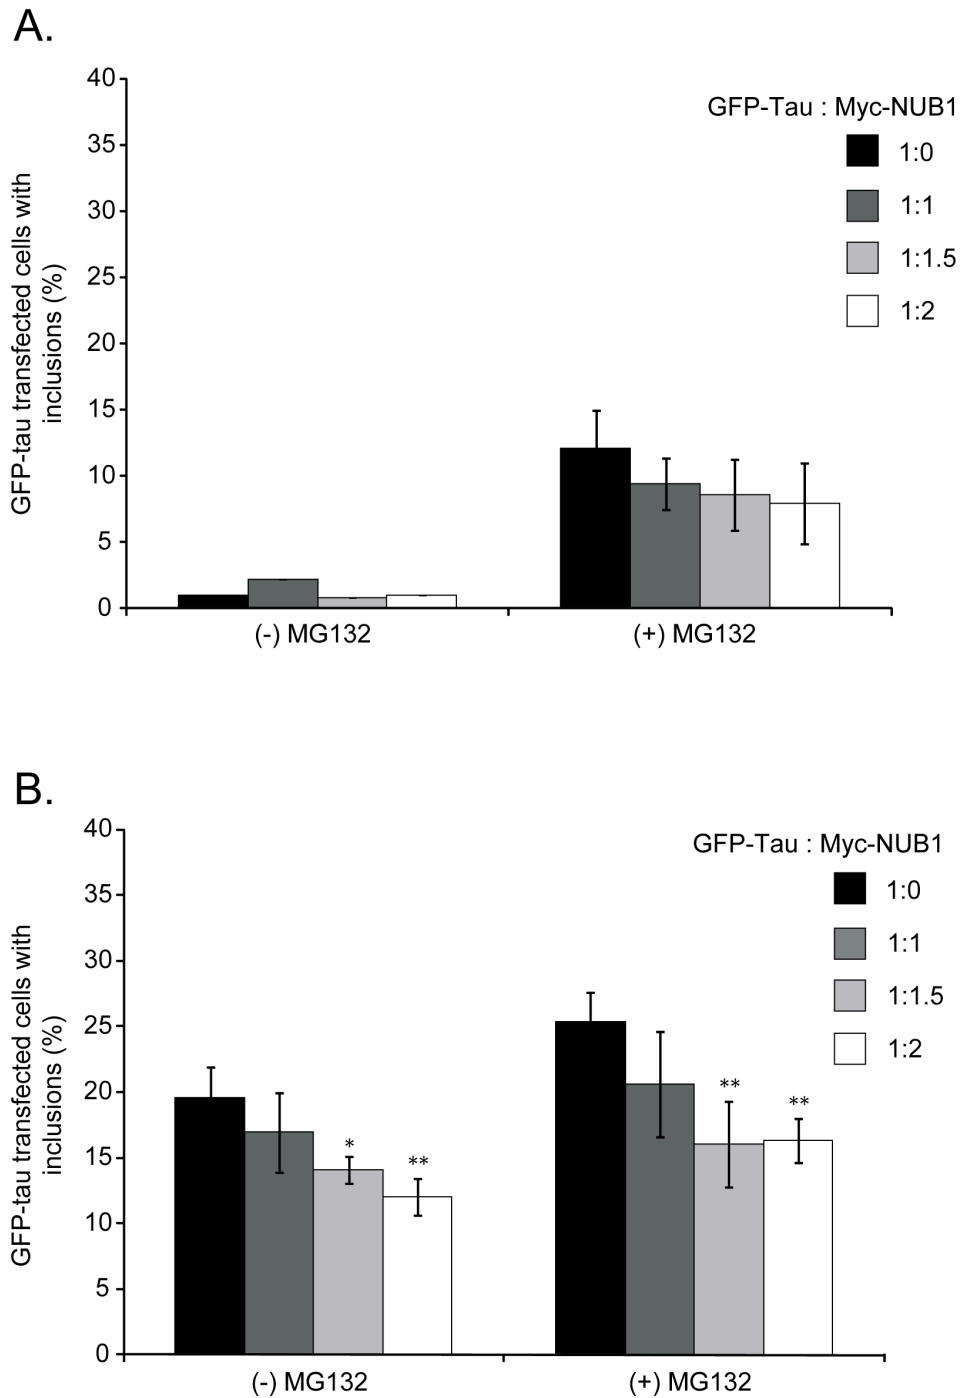 A.
GFP-tau transfected cells with
inclusions (%)
40
35
30
25
20
15
10
5
0
(-) MG132
(+) MG132
GFP-Tau : Myc-NUB1
1:0
1:1
1:1.5
1:2
B.
GFP-tau transfected cells with
inclusions (%)
40
35
30
25
20
15
10
5
0
*
**
**
**
(-) MG132
(+) MG132
GFP-Tau : Myc-NUB1
1:0
1:1
1:1.5
1:2